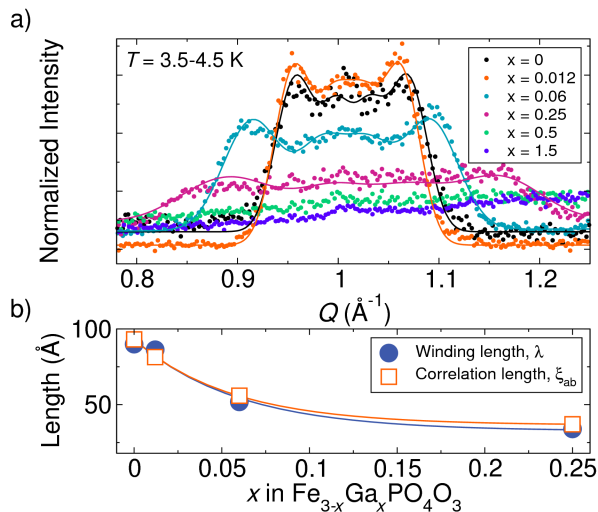 a)
T = 3.5-4.5 K
x = 0
x = 0.012
x = 0.06
x = 0.25
x = 0.5
x = 1.5
Normalized Intensity
0.8 0.9 1 1.1 1.2
Q (Å⁻¹)
b)
100
50
Length (Å)
Winding length, λ
Correlation length, ξ_ab
0 0.05 0.1 0.15 0.2 0.25
x in Fe₃₋ₓGaₓPO₄O₃